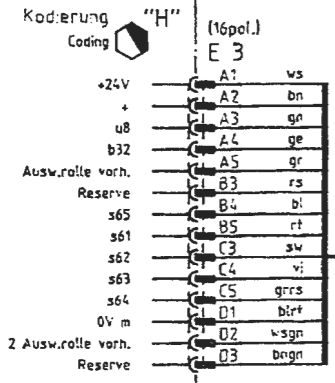 Kodierung "H"
Coding
(16pol.)
E 3
+24V A1 ws
+ A2 bn
u8 A3 gn
b32 A4 ge
Ausw.rolle vorh. A5 gr
Reserve B3 rs
s65 B4 bl
s61 B5 rt
s62 C3 sw
s63 C4 vi
s64 C5 grrs
0V m D1 blrt
2 Ausw.rolle vorh. D2 wsgn
Reserve D3 bngn